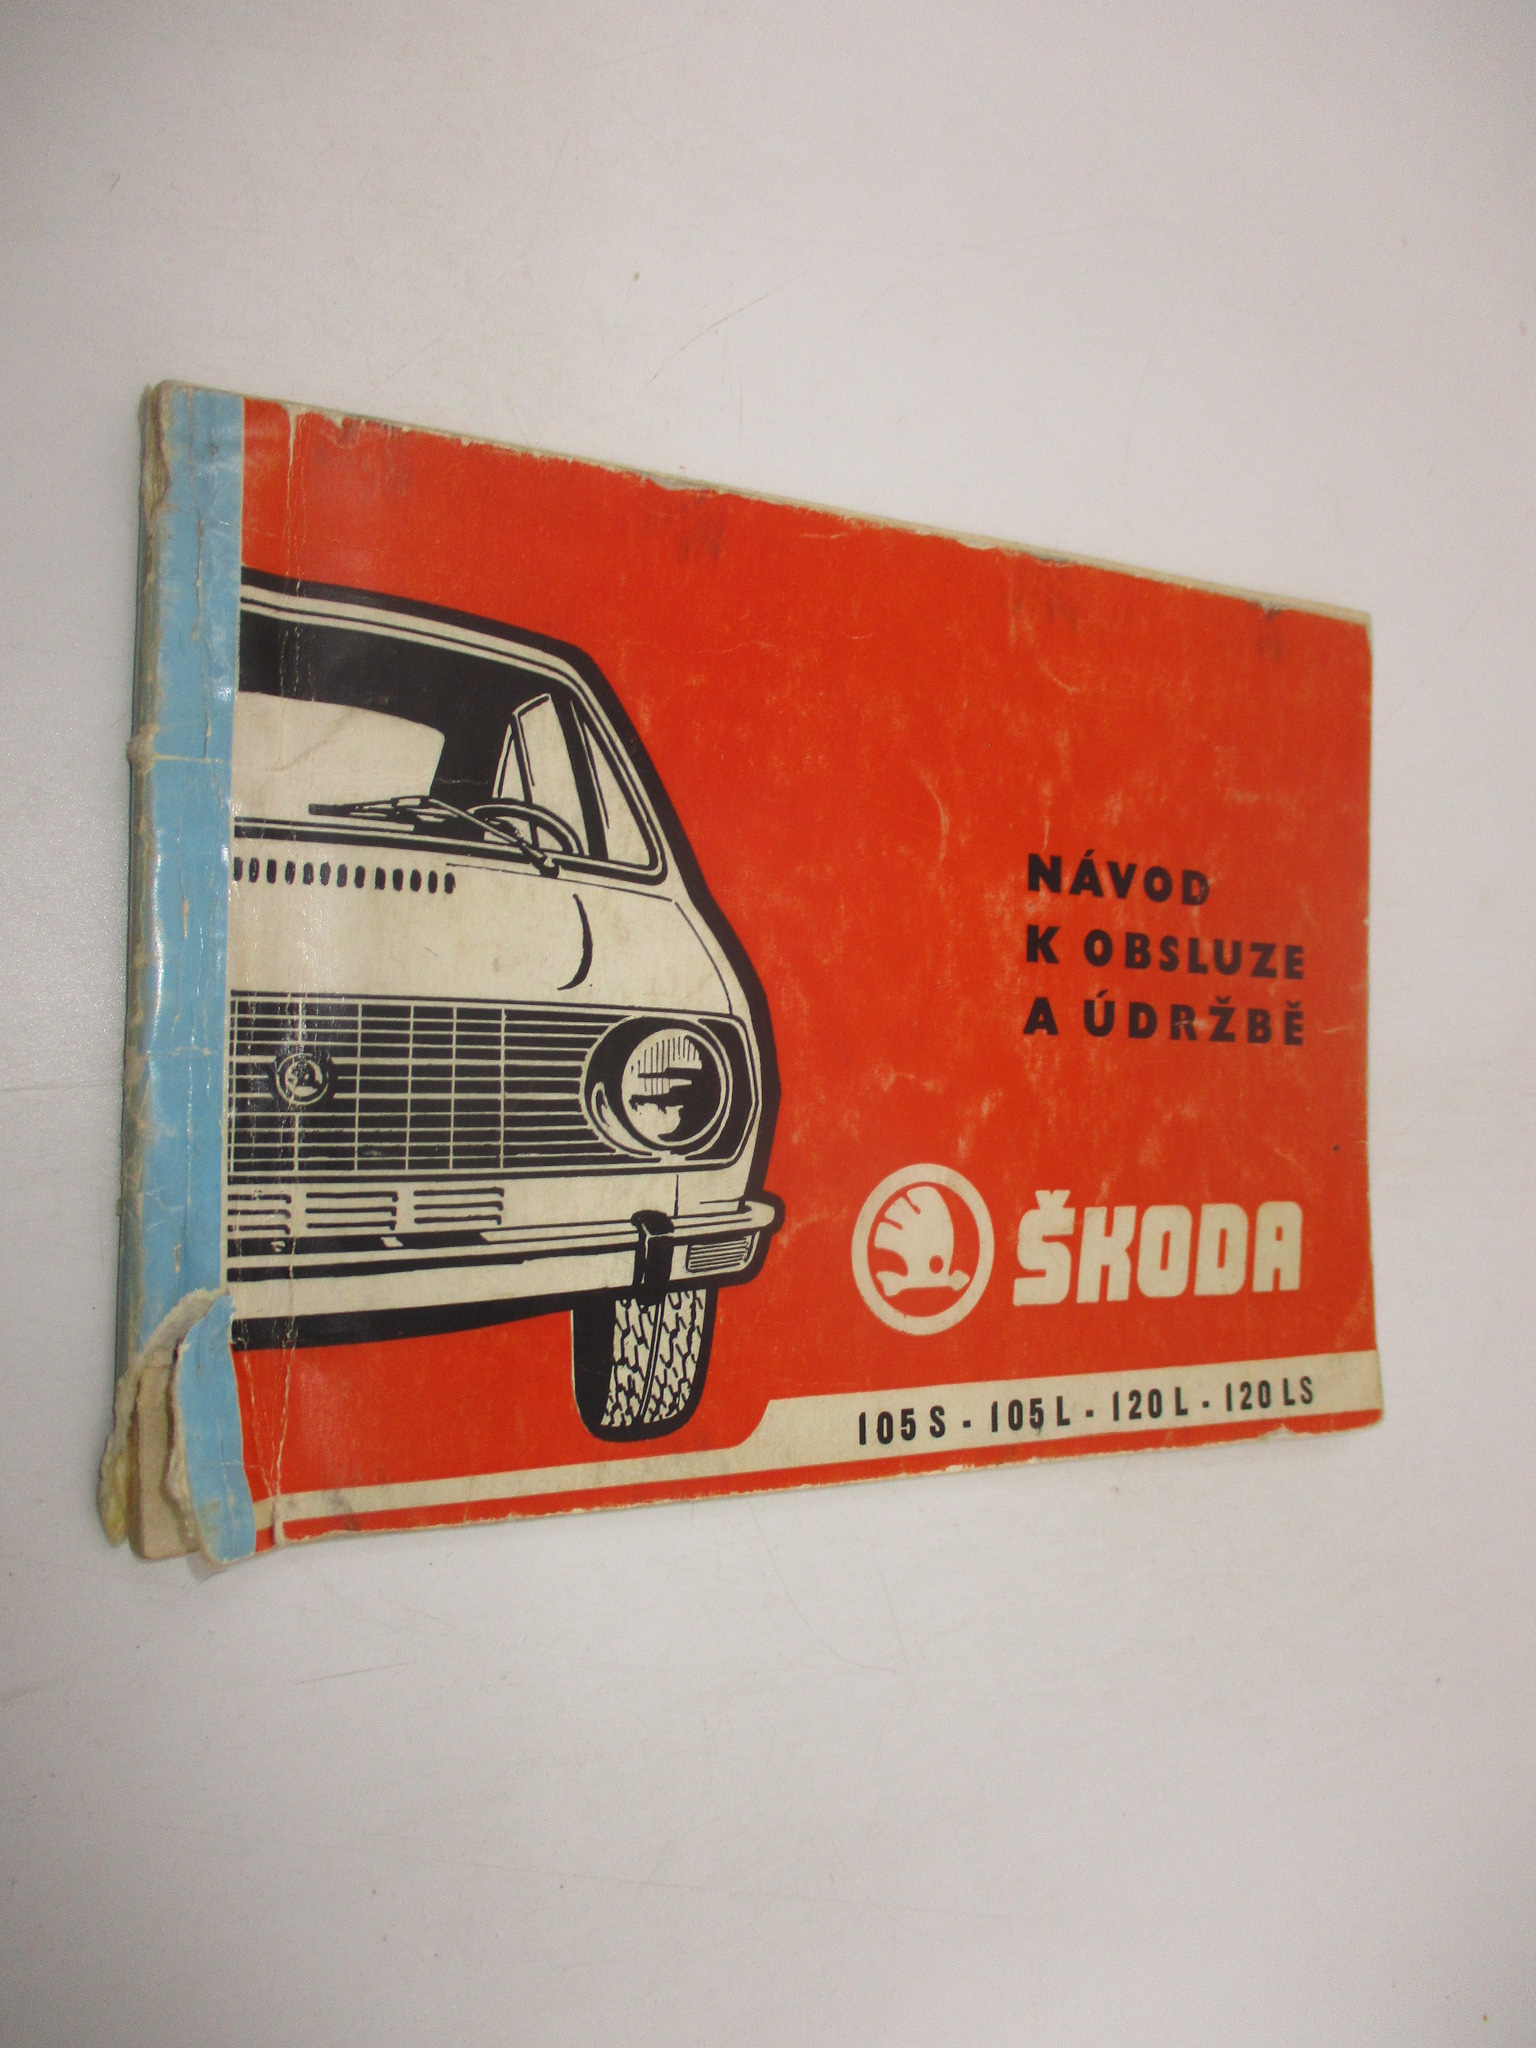 NÁVOD
K OBSLUZE
A ÚDRŽBĚ
ŠKODA
105 S - 105 L - 120 L - 120 LS